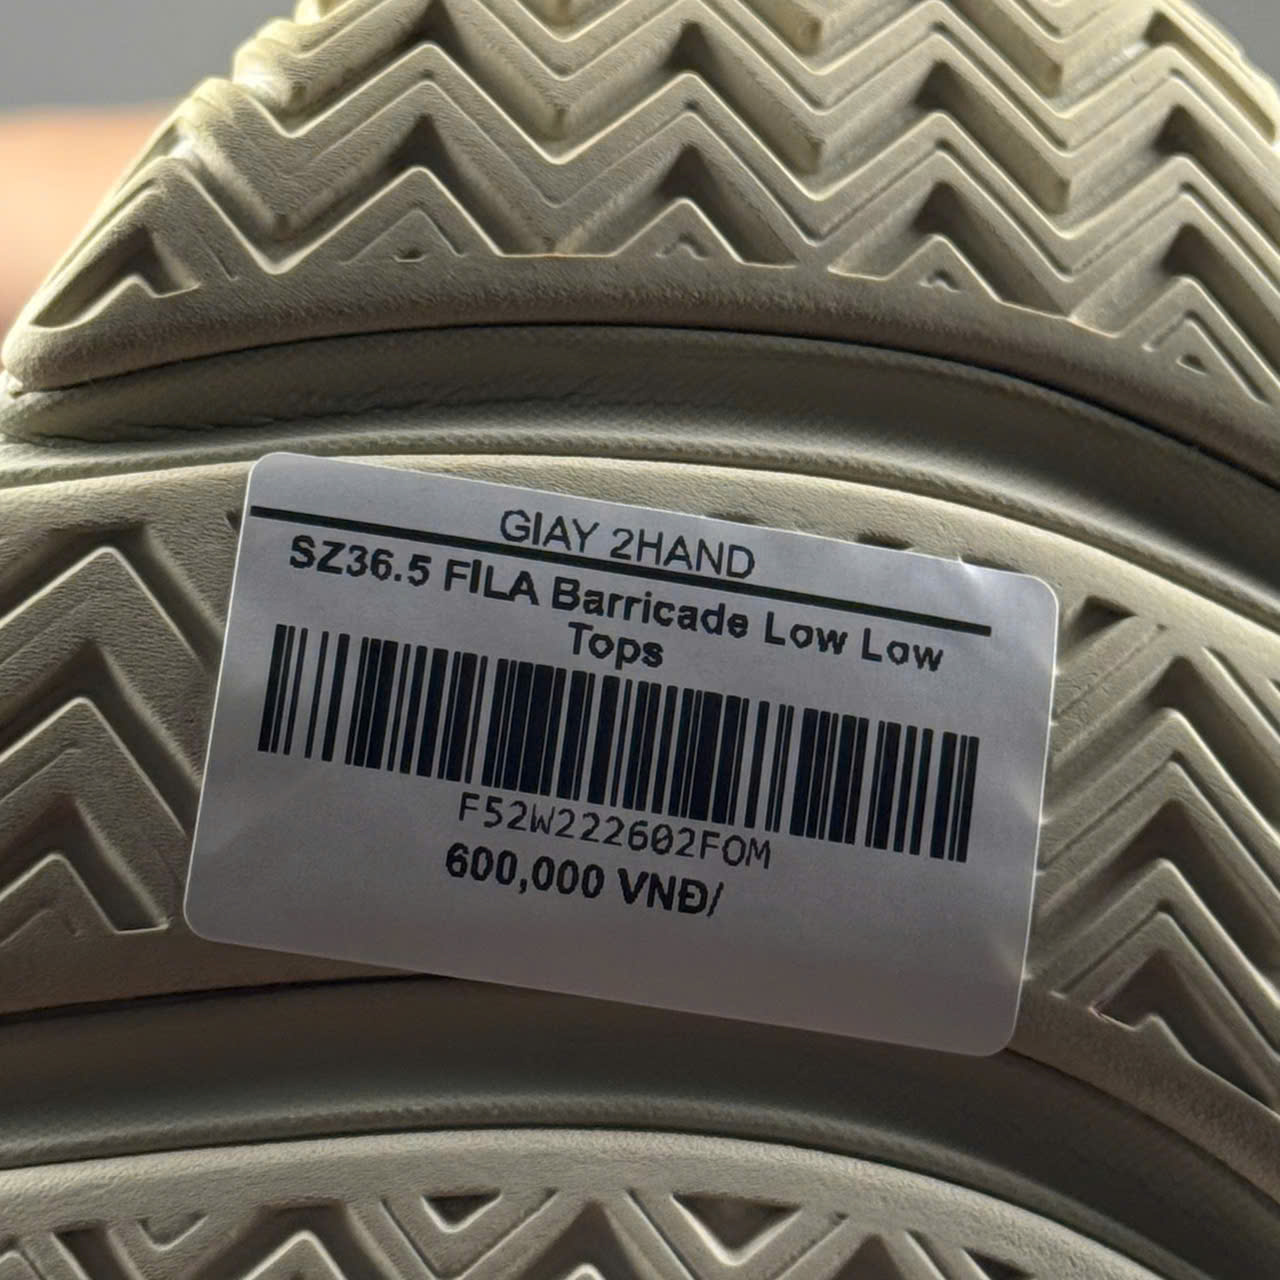 GIAY 2HAND
SZ36.5 FILA Barricade Low Low
Tops
F52W222602FOM
600,000 VNĐ/